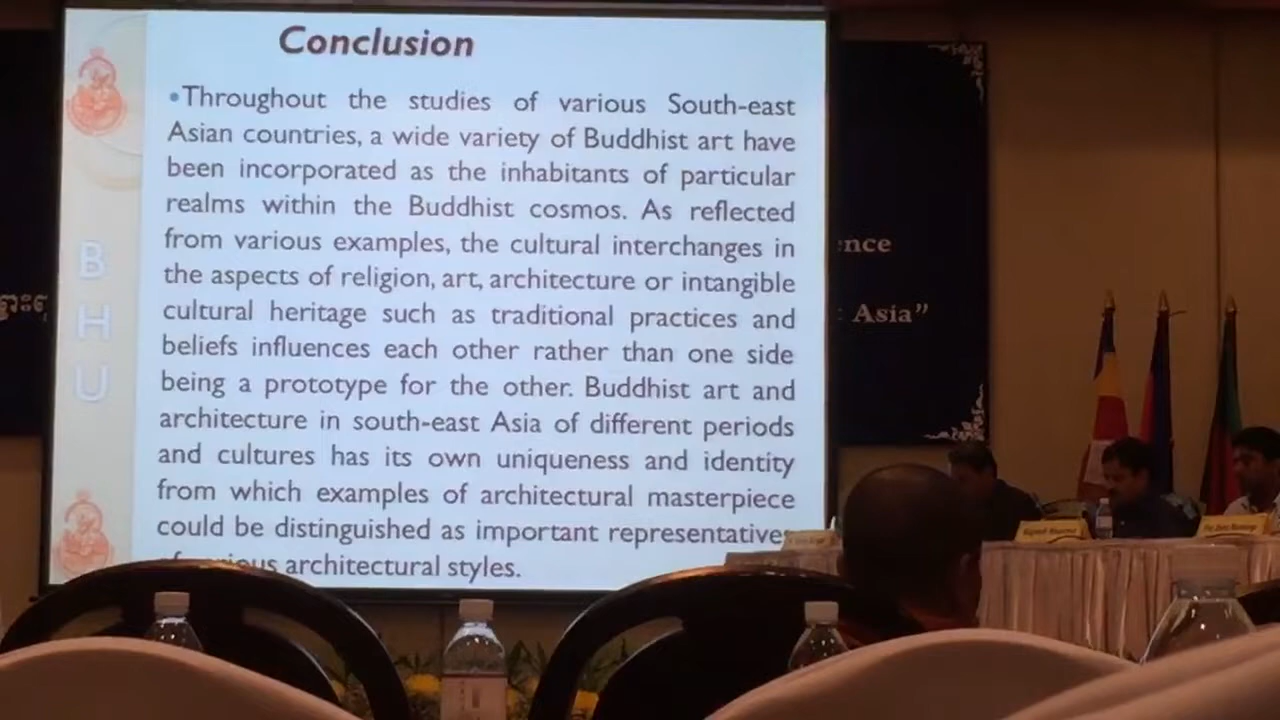 Conclusion
•Throughout the studies of various South-east
Asian countries, a wide variety of Buddhist art have
been incorporated as the inhabitants of particular
realms within the Buddhist cosmos. As reflected
from various examples, the cultural interchanges in
the aspects of religion, art, architecture or intangible
cultural heritage such as traditional practices and
beliefs influences each other rather than one side
being a prototype for the other. Buddhist art and
architecture in south-east Asia of different periods
and cultures has its own uniqueness and identity
from which examples of architectural masterpiece
could be distinguished as important representatives
architectural styles.
B
H
U
Asia”